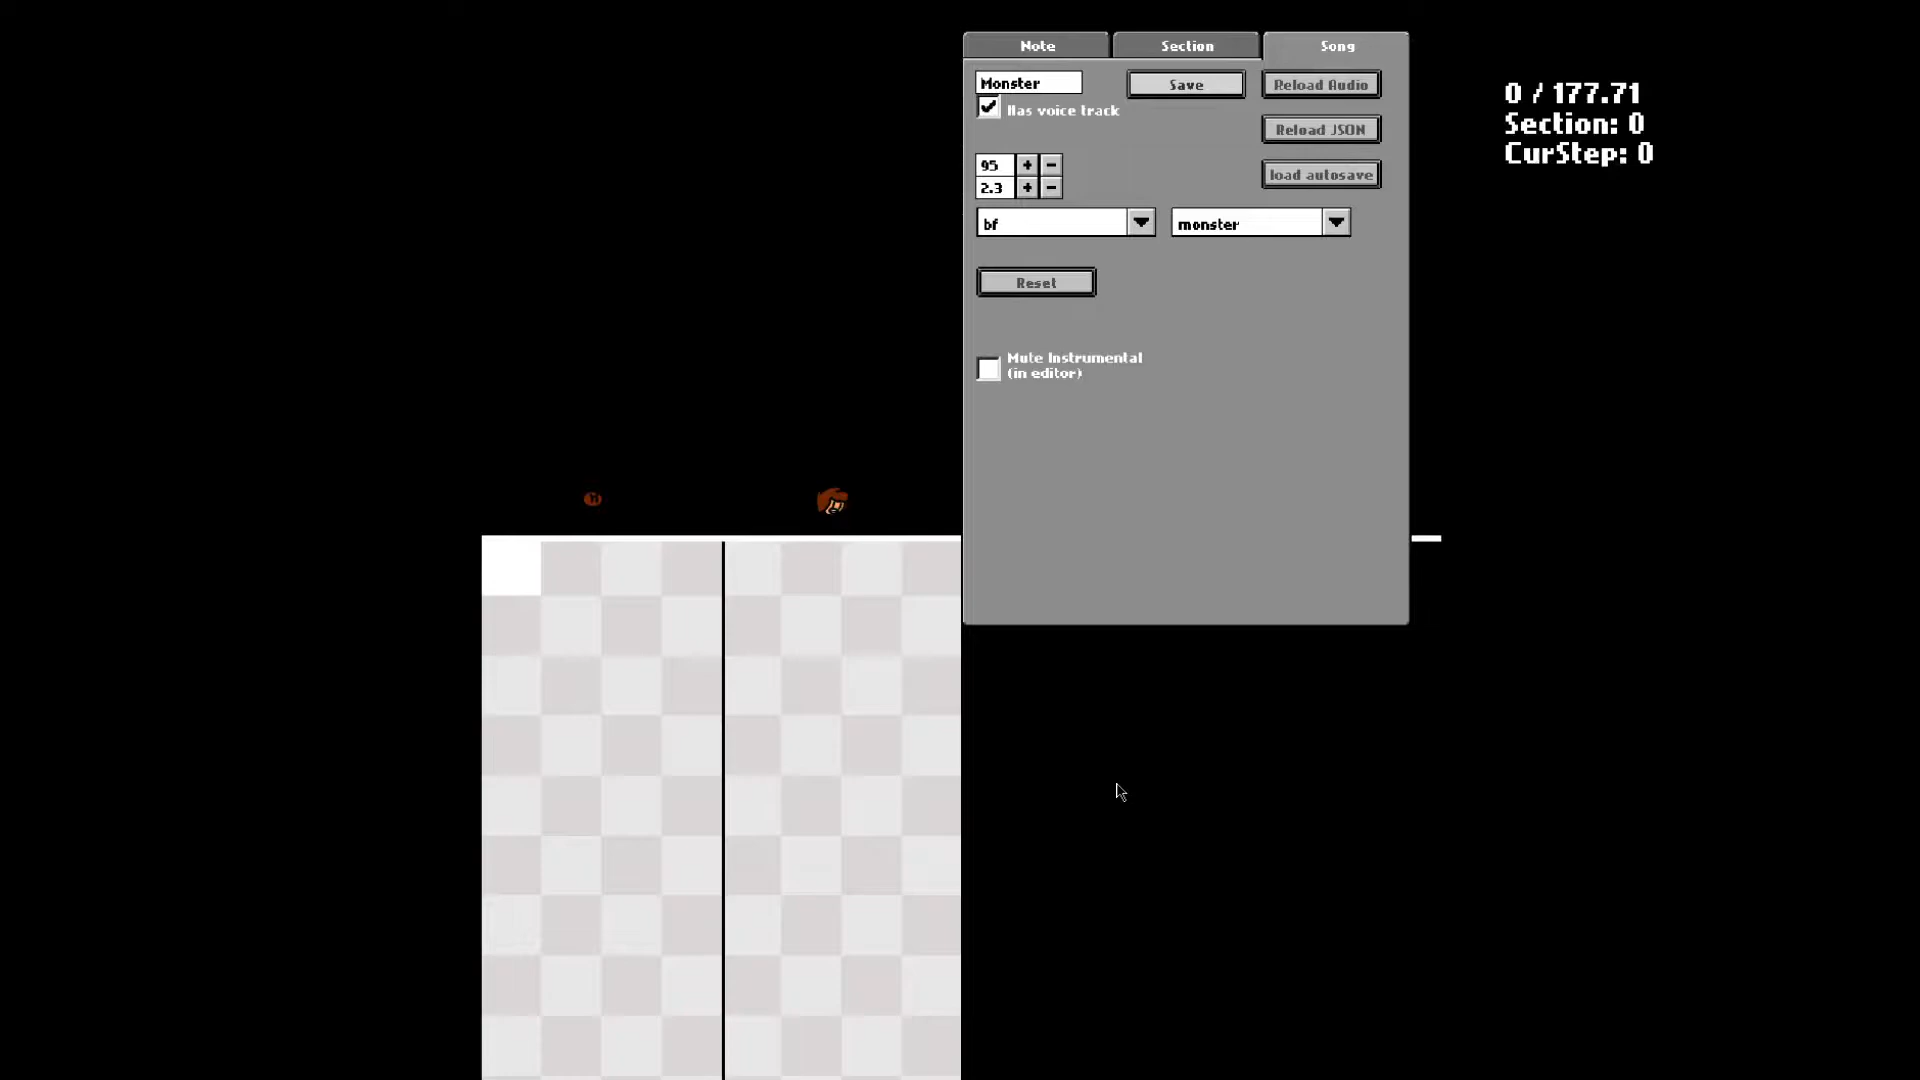 Note
Section
Song
Monster
Save
Reload Audio
Has voice track
Reload JSON
95 + -
load autosave
2.3 + -
bf
monster
Reset
Mute Instrumental
(in editor)
0 / 177.71
Section: 0
CurStep: 0